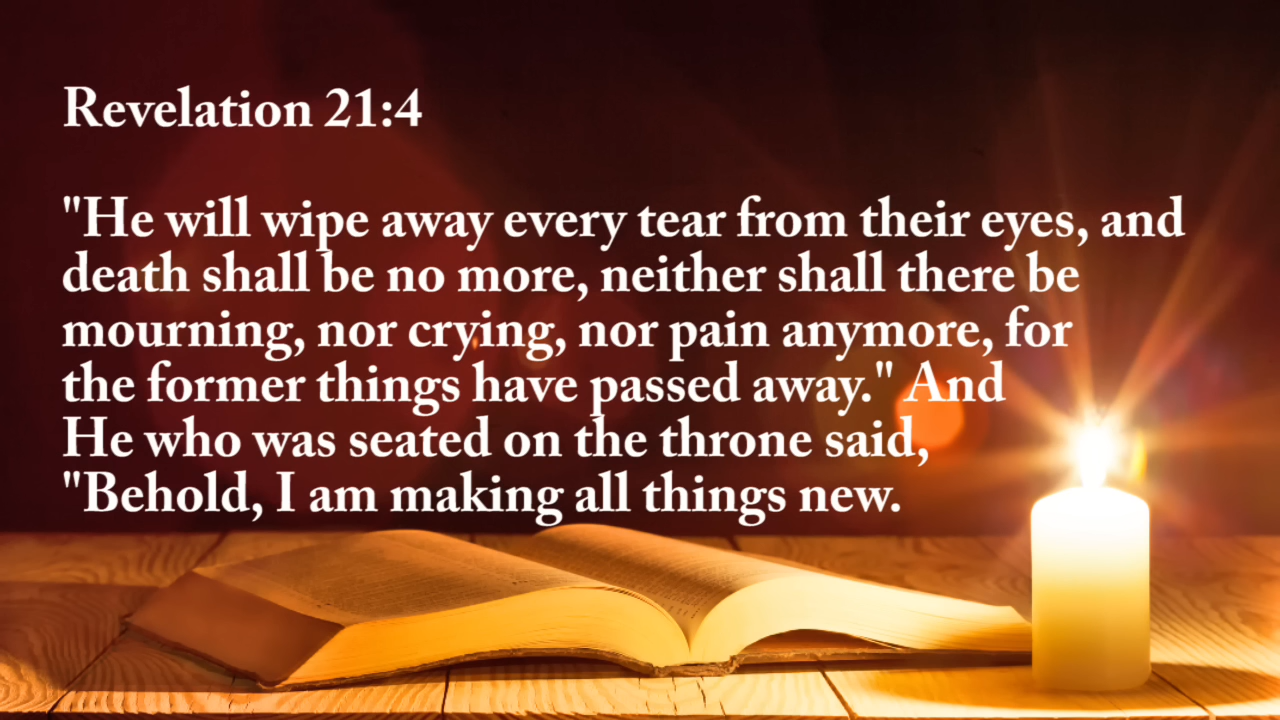 Revelation 21:4
"He will wipe away every tear from their eyes, and
death shall be no more, neither shall there be
mourning, nor crying, nor pain anymore, for
the former things have passed away." And
He who was seated on the throne said,
"Behold, I am making all things new.